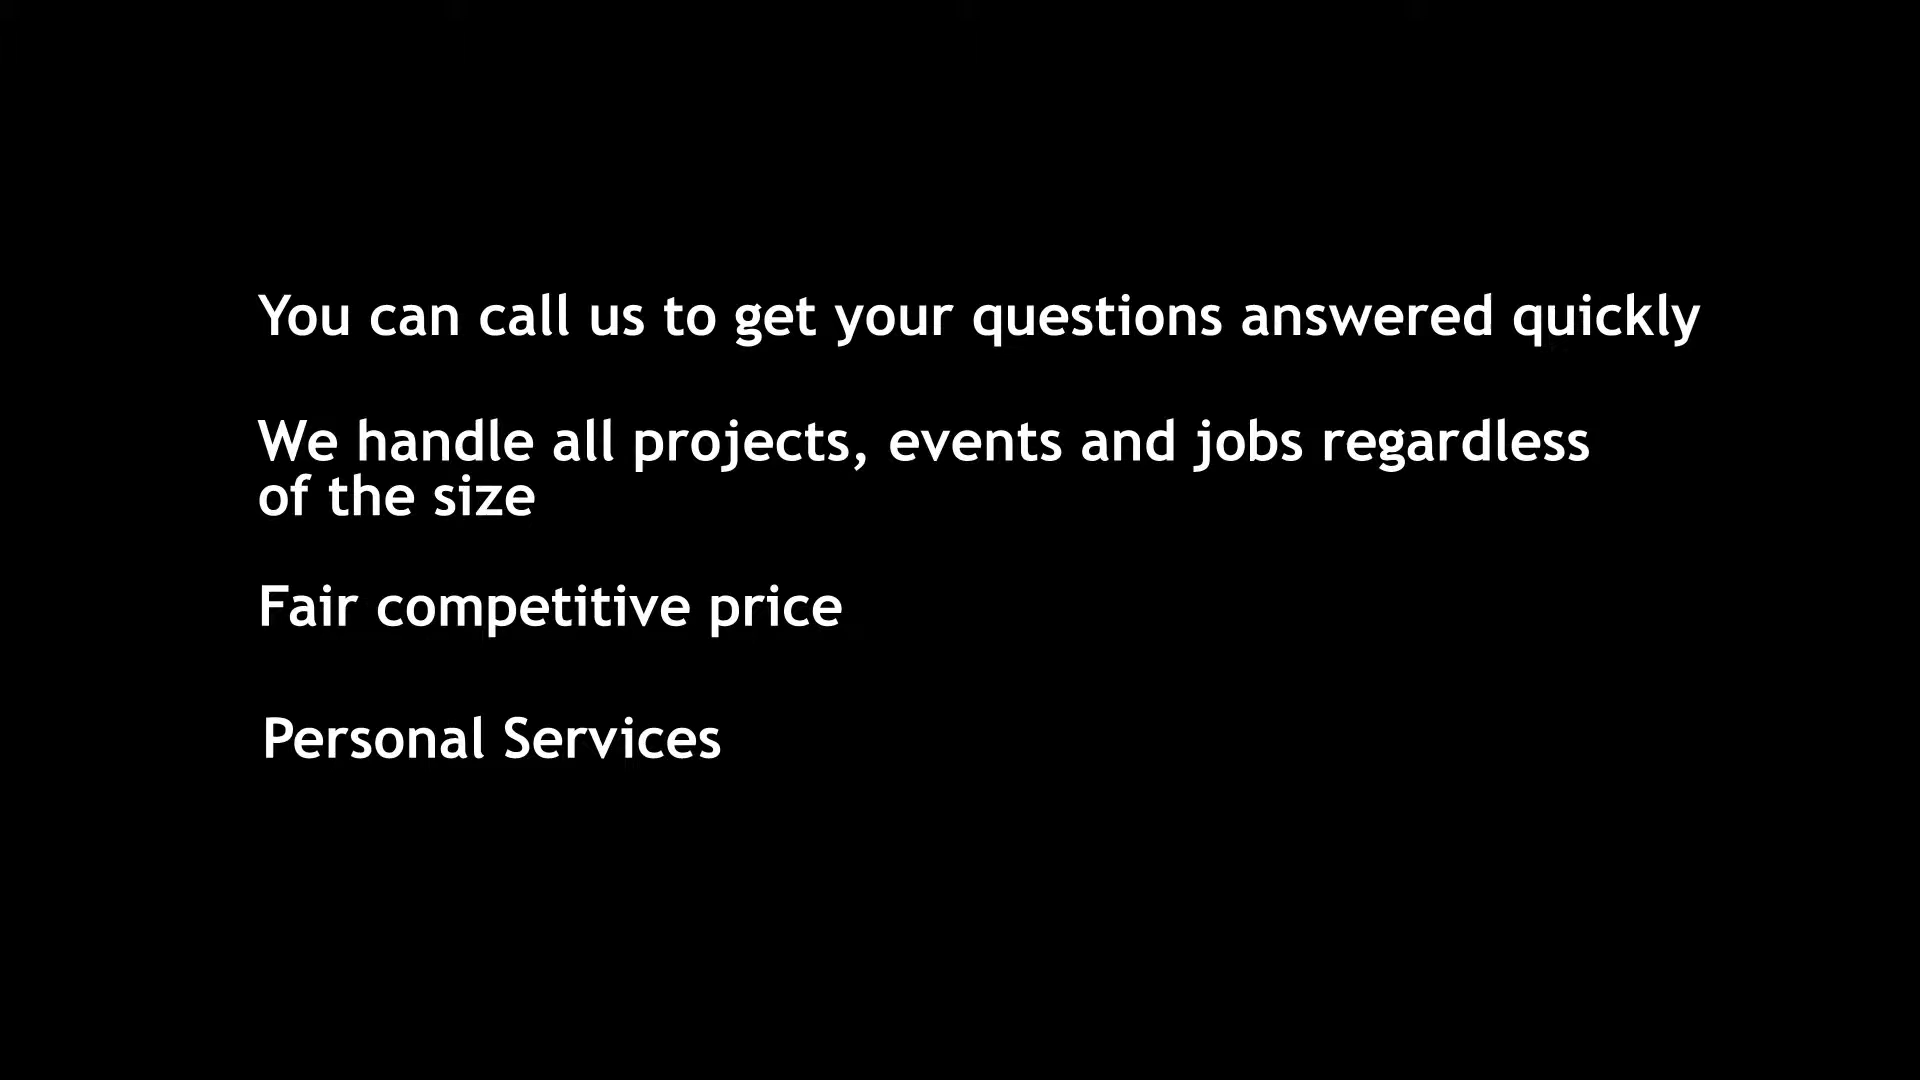 You can call us to get your questions answered quickly
We handle all projects, events and jobs regardless
of the size
Fair competitive price
Personal Services